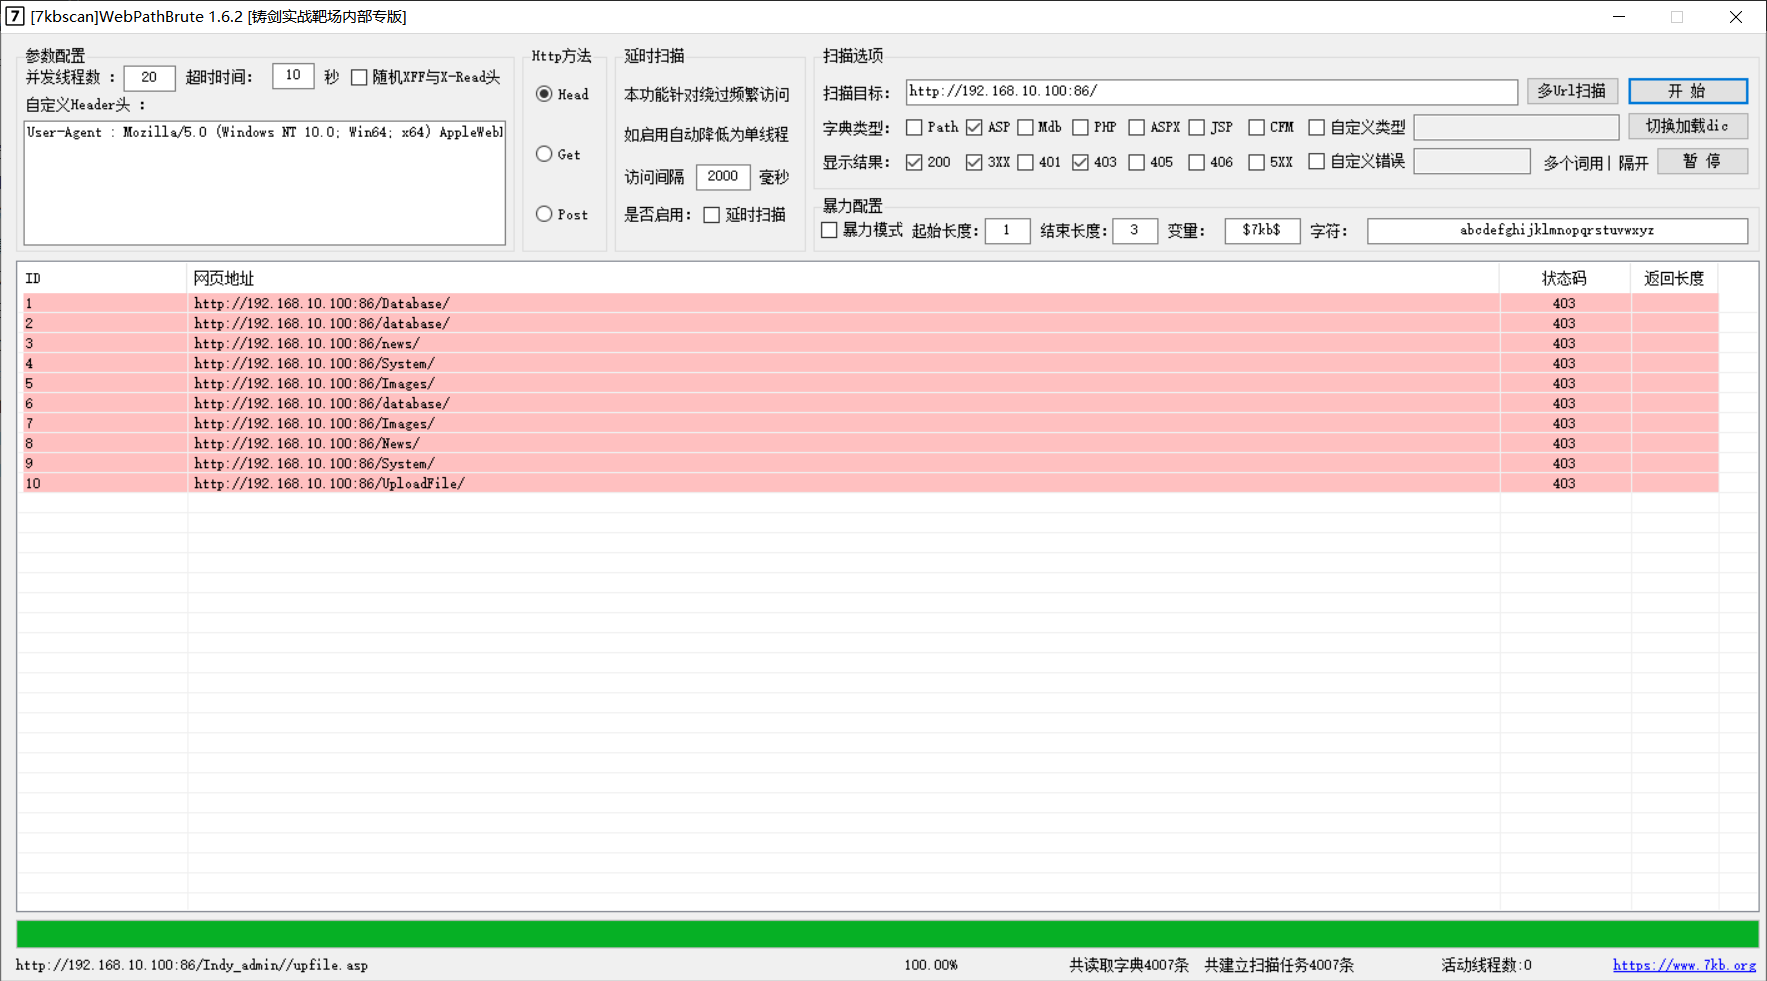 7 [7kbscan]WebPathBrute 1.6.2 [铸剑实战靶场内部专版]
参数配置
并发线程数 : 20 超时时间: 10 秒 随机XFF与X-Read头
自定义Header头 :
User-Agent : Mozilla/5.0 (Windows NT 10.0; Win64; x64) AppleWebl
Http方法
Head
Get
Post
延时扫描
本功能针对绕过频繁访问
如启用自动降低为单线程
访问间隔 2000 毫秒
是否启用: 延时扫描
扫描选项
扫描目标: http://192.168.10.100:86/ 多Url扫描 开 始
字典类型: Path ASP Mdb PHP ASPX JSP CFM 自定义类型 切换加载dic
显示结果: 200 3XX 401 403 405 406 5XX 自定义错误 多个词用| 隔开 暂 停
暴力配置
暴力模式 起始长度: 1 结束长度: 3 变量: $7kb$ 字符: abcdefghijklmnopqrstuvwxyz
ID 网页地址 状态码 返回长度
1 http://192.168.10.100:86/Database/ 403
2 http://192.168.10.100:86/database/ 403
3 http://192.168.10.100:86/news/ 403
4 http://192.168.10.100:86/System/ 403
5 http://192.168.10.100:86/Images/ 403
6 http://192.168.10.100:86/database/ 403
7 http://192.168.10.100:86/Images/ 403
8 http://192.168.10.100:86/News/ 403
9 http://192.168.10.100:86/System/ 403
10 http://192.168.10.100:86/UploadFile/ 403
http://192.168.10.100:86/Indy_admin//upfile.asp 100.00% 共读取字典4007条 共建立扫描任务4007条 活动线程数:0 https://www.7kb.org